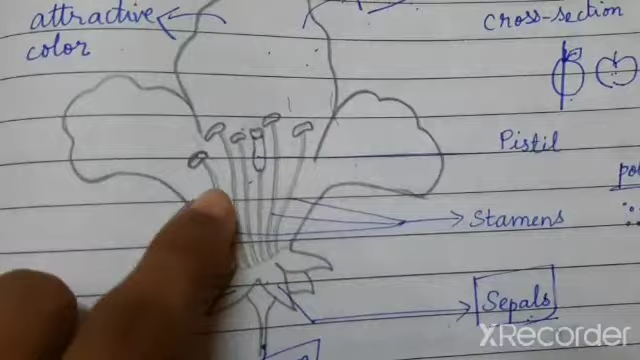 attractive
color
cross-section
Pistil
Stamens
Sepals
XRecorder